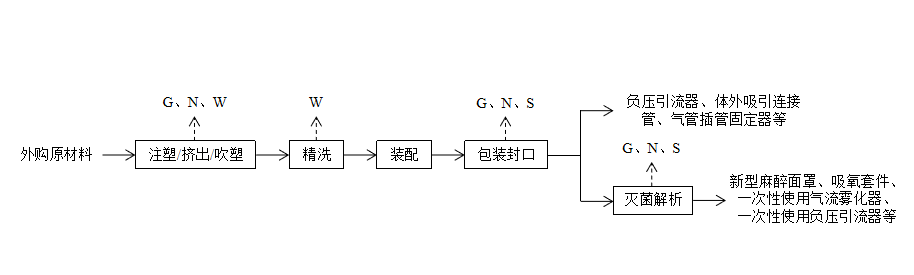 G、N、W
W
G、N、S
负压引流器、体外吸引连接
管、气管插管固定器等
外购原材料
注塑/挤出/吹塑
精洗
装配
包装封口
G、N、S
灭菌解析
新型麻醉面罩、吸氧套件、
一次性使用气流雾化器、
一次性使用负压引流器等